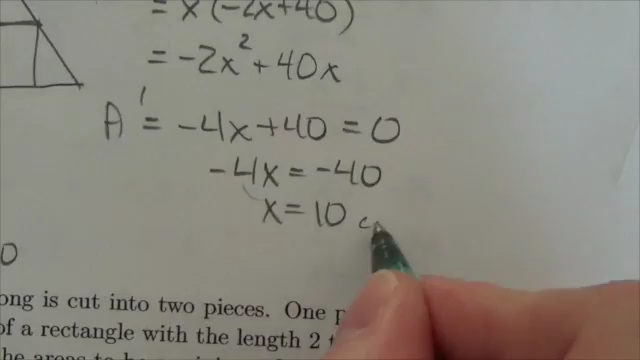 = x(-2x+40)
= -2x² + 40x
A' = -4x+40 = 0
-4x = -40
x = 10 c
0
ong is cut into two pieces. One p
of a rectangle with the length 2 t